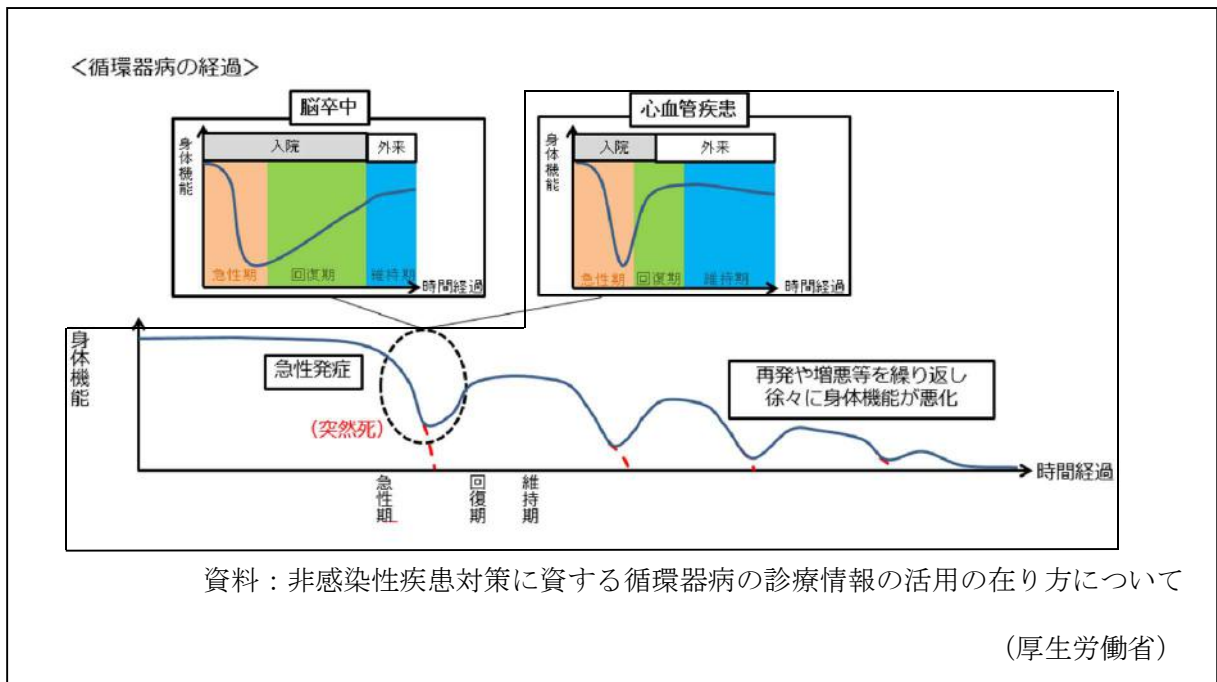 <循環器病の経過>
脳卒中
身体機能
入院
外来
急性期
回復期
維持期
時間経過
心血管疾患
身体機能
入院
外来
急性期
回復期
維持期
時間経過
身体機能
急性発症
(突然死)
再発や増悪等を繰り返し
徐々に身体機能が悪化
時間経過
急性期
回復期
維持期
資料：非感染性疾患対策に資する循環器病の診療情報の活用の在り方について
（厚生労働省）